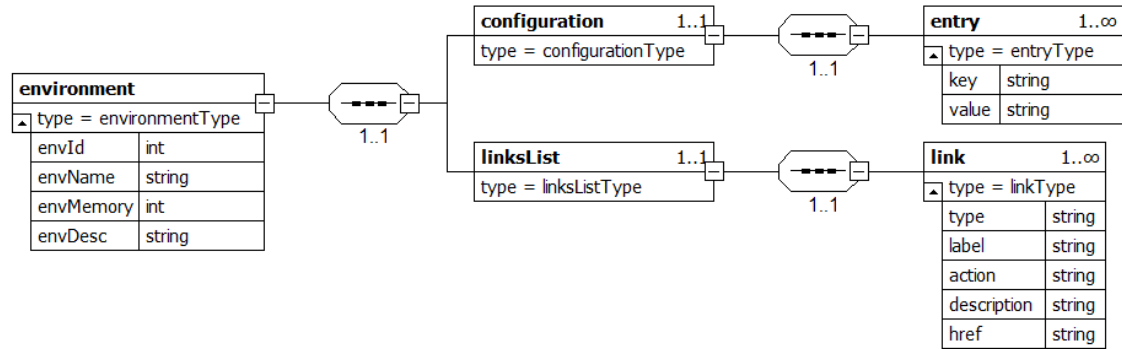 environment
type = environmentType
envId int
envName string
envMemory int
envDesc string
1..1
configuration 1..1
type = configurationType
1..1
entry 1..∞
type = entryType
key string
value string
linksList 1..1
type = linksListType
1..1
link 1..∞
type = linkType
type string
label string
action string
description string
href string